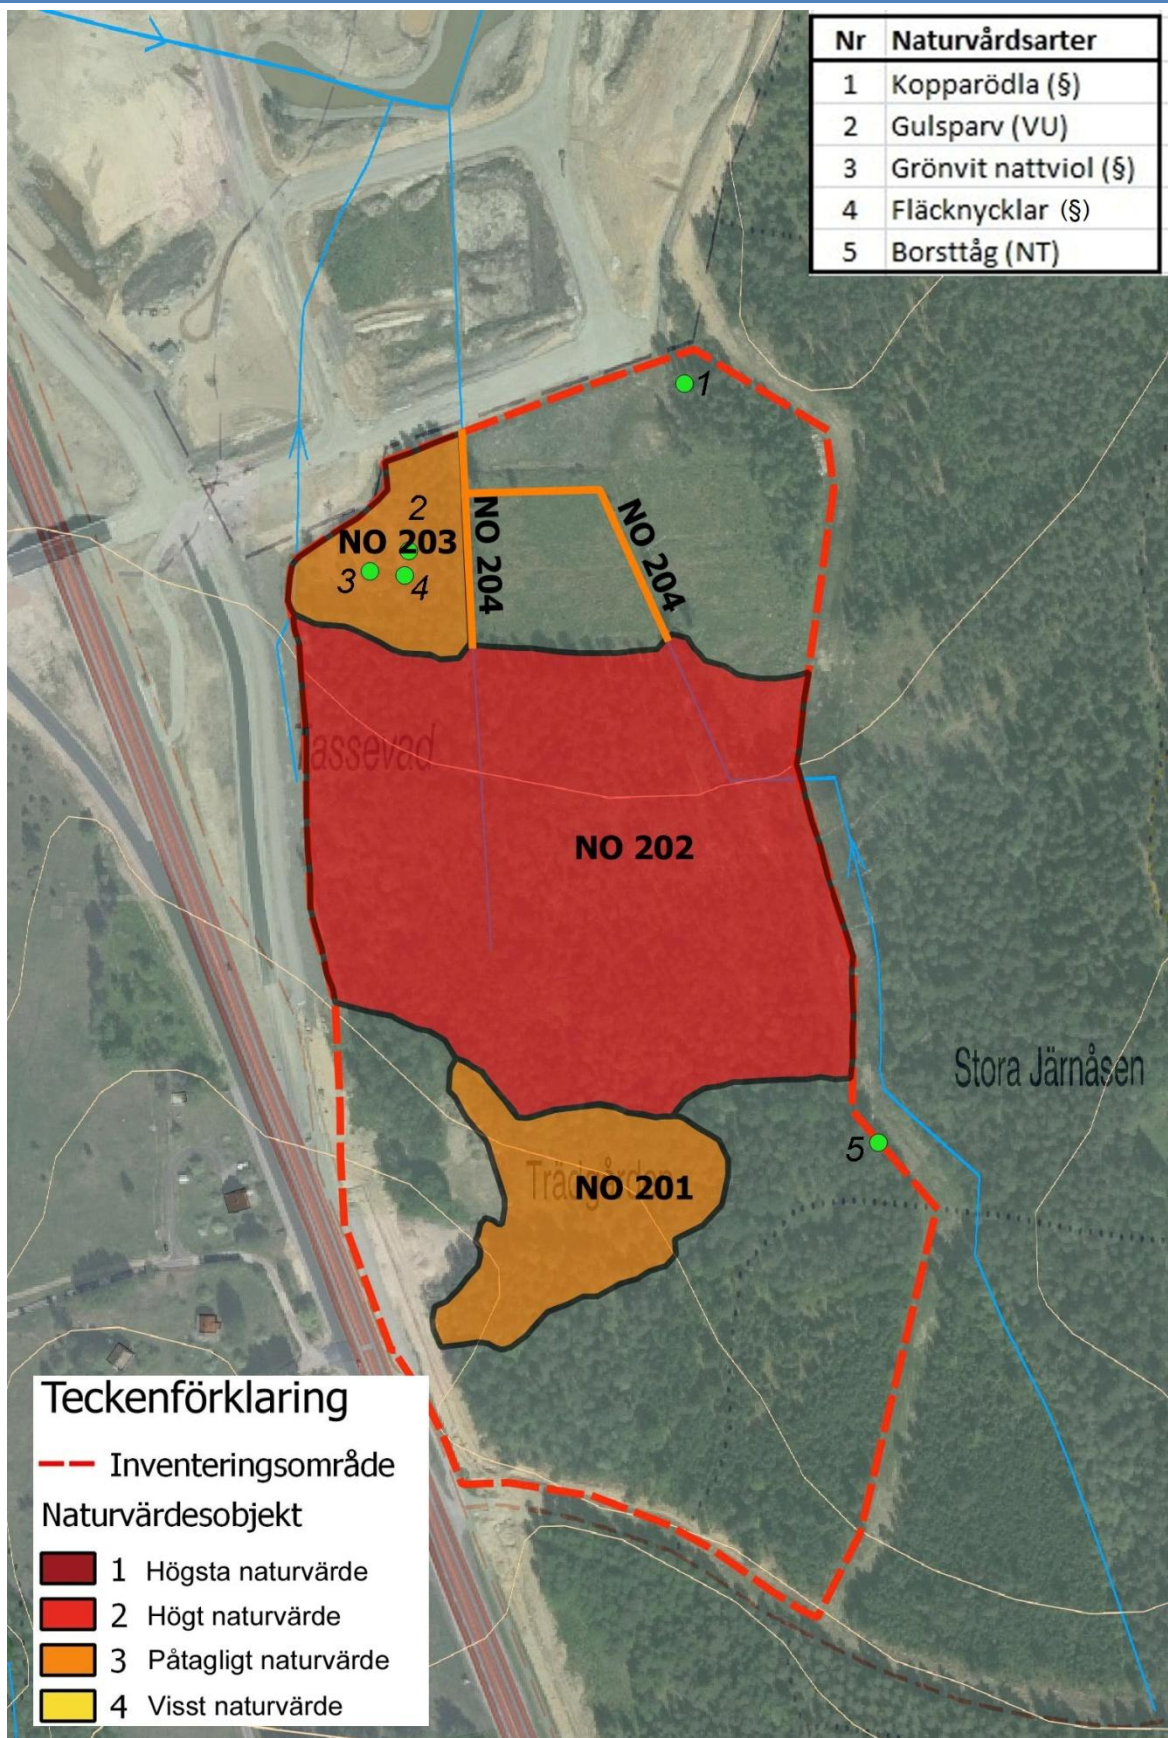 Nr Naturvårdsarter
1 Kopparödla (§)
2 Gulsparv (VU)
3 Grönvit nattviol (§)
4 Fläcknycklar (§)
5 Borsttåg (NT)
1
2
NO 203
3
4
NO 204
NO 204
Tassevad
NO 202
Stora Järnåsen
5
Trädgården
NO 201
Teckenförklaring
Inventeringsområde
Naturvärdesobjekt
1 Högsta naturvärde
2 Högt naturvärde
3 Påtagligt naturvärde
4 Visst naturvärde